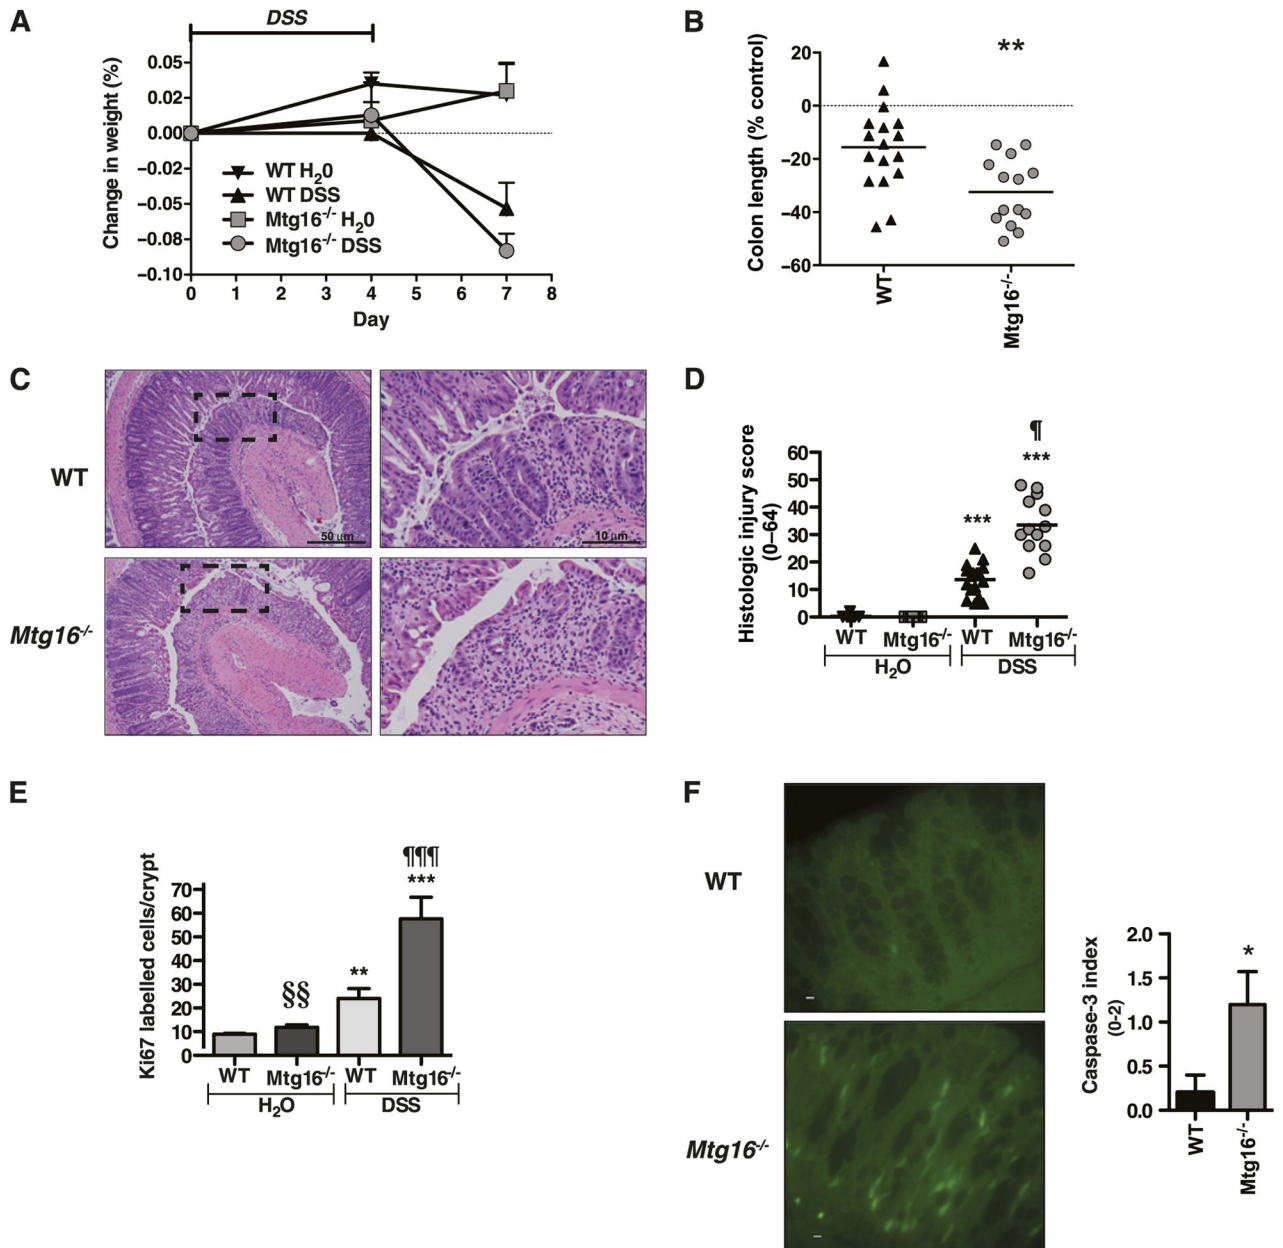 A
DSS
Change in weight (%)
0.05
0.02
0.00
−0.02
−0.05
−0.08
−0.10
0 1 2 3 4 5 6 7 8
Day
WT H₂0
WT DSS
Mtg16⁻/⁻ H₂0
Mtg16⁻/⁻ DSS
B
**
Colon length (% control)
20
0
−20
−40
−60
WT
Mtg16⁻/⁻
C
WT
50 µm
10 µm
Mtg16⁻/⁻
D
Histologic injury score
(0–64)
60
50
40
30
20
10
0
***
¶
***
WT Mtg16⁻/⁻ WT Mtg16⁻/⁻
H₂O DSS
E
Ki67 labelled cells/crypt
70
60
50
40
30
20
10
0
§§
**
¶¶¶
***
WT Mtg16⁻/⁻ WT Mtg16⁻/⁻
H₂O DSS
F
WT
Mtg16⁻/⁻
Caspase-3 index
(0-2)
2.0
1.5
1.0
0.5
0.0
*
WT
Mtg16⁻/⁻